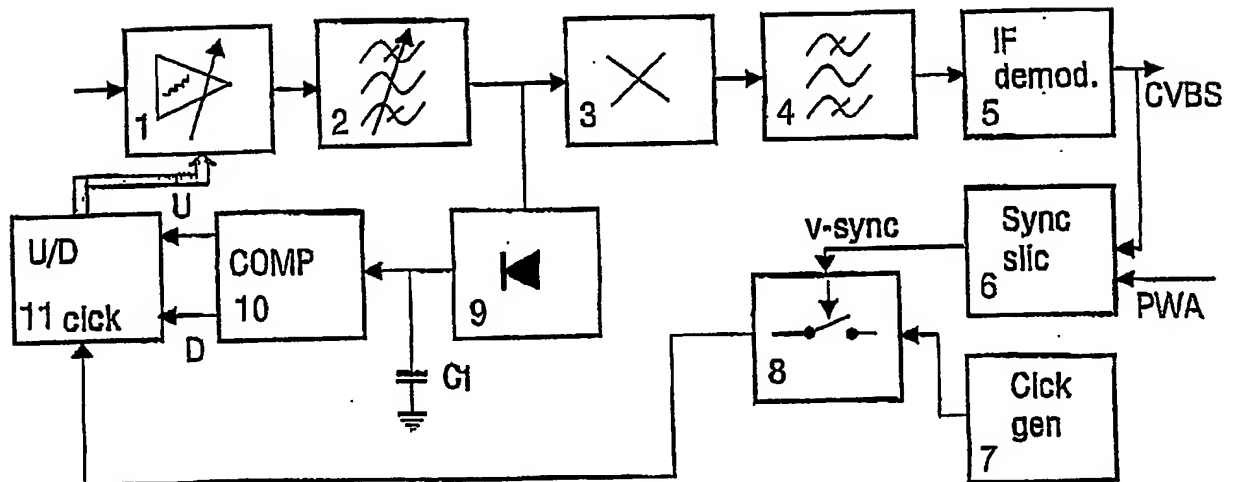 1
2
3
4
IF
demod.
5
CVBS
U
U/D
11 clck
COMP
10
D
9
Ci
v-sync
8
Sync
slic
6
PWA
Clck
gen
7